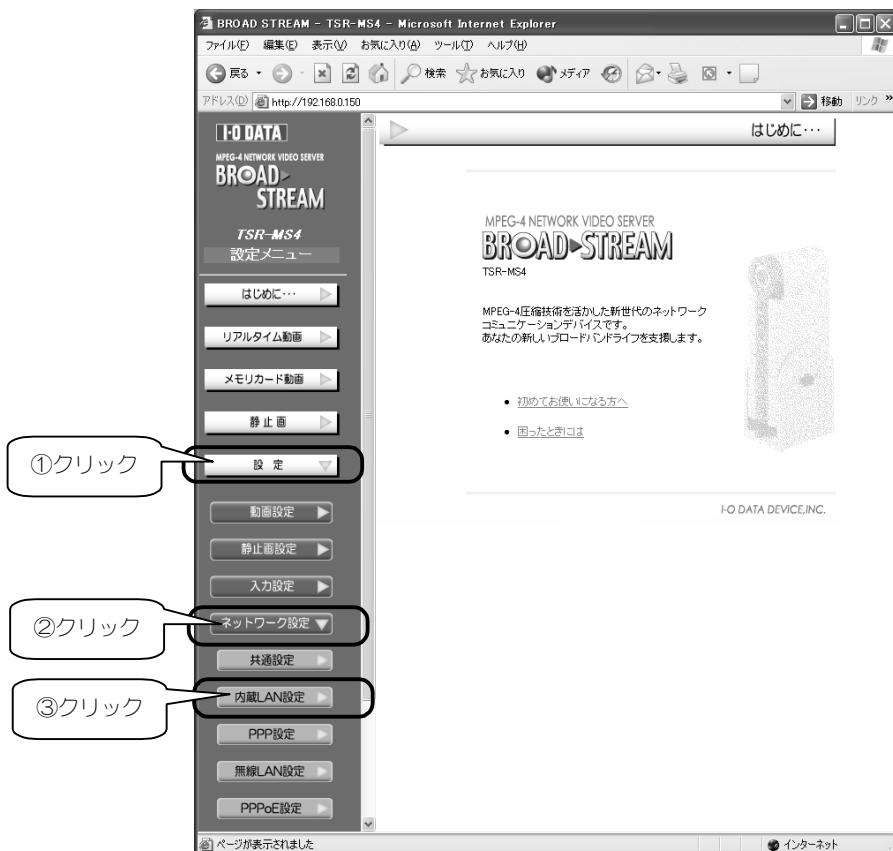 BROAD STREAM - TSR-MS4 - Microsoft Internet Explorer
ファイル(F) 編集(E) 表示(V) お気に入り(A) ツール(T) ヘルプ(H)
戻る 検索 お気に入り メディア
アドレス(D) http://192.168.0.150 移動 リンク »
I-O DATA
MPEG-4 NETWORK VIDEO SERVER
BROAD-STREAM
TSR-MS4
設定メニュー
はじめに…
リアルタイム動画
メモリカード動画
静止画
設定
動画設定
静止画設定
入力設定
ネットワーク設定
共通設定
内蔵LAN設定
PPP設定
無線LAN設定
PPPoE設定
①クリック
②クリック
③クリック
はじめに…
MPEG-4 NETWORK VIDEO SERVER
BROAD STREAM
TSR-MS4
MPEG-4圧縮技術を活かした新世代のネットワーク
コミュニケーションデバイスです。
あなたの新しいブロードバンドライフを支援します。
• 初めてお使いになる方へ
• 困ったときには
I-O DATA DEVICE,INC.
ページが表示されました インターネット